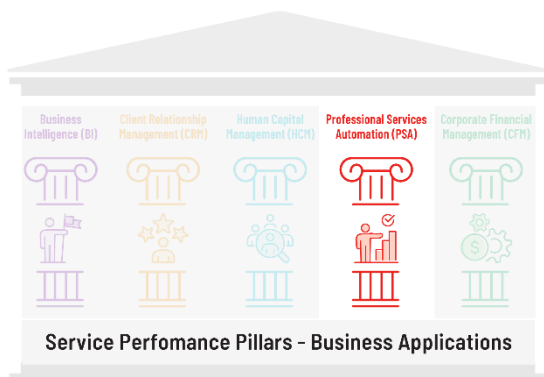 Business
Intelligence (BI)
Client Relationship
Management (CRM)
Human Capital
Management (HCM)
Professional Services
Automation (PSA)
Corporate Financial
Management (CFM)
$
Service Perfomance Pillars - Business Applications